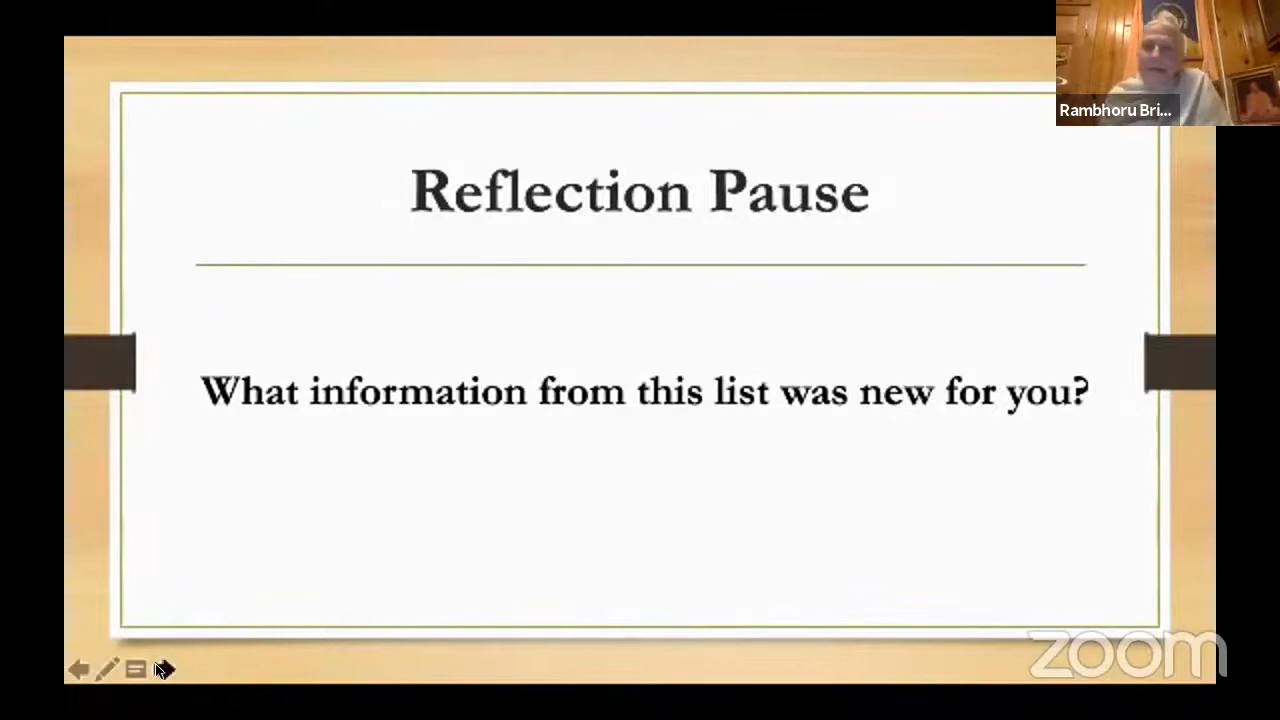 Rambhoru Bri...
Reflection Pause
What information from this list was new for you?
zoom